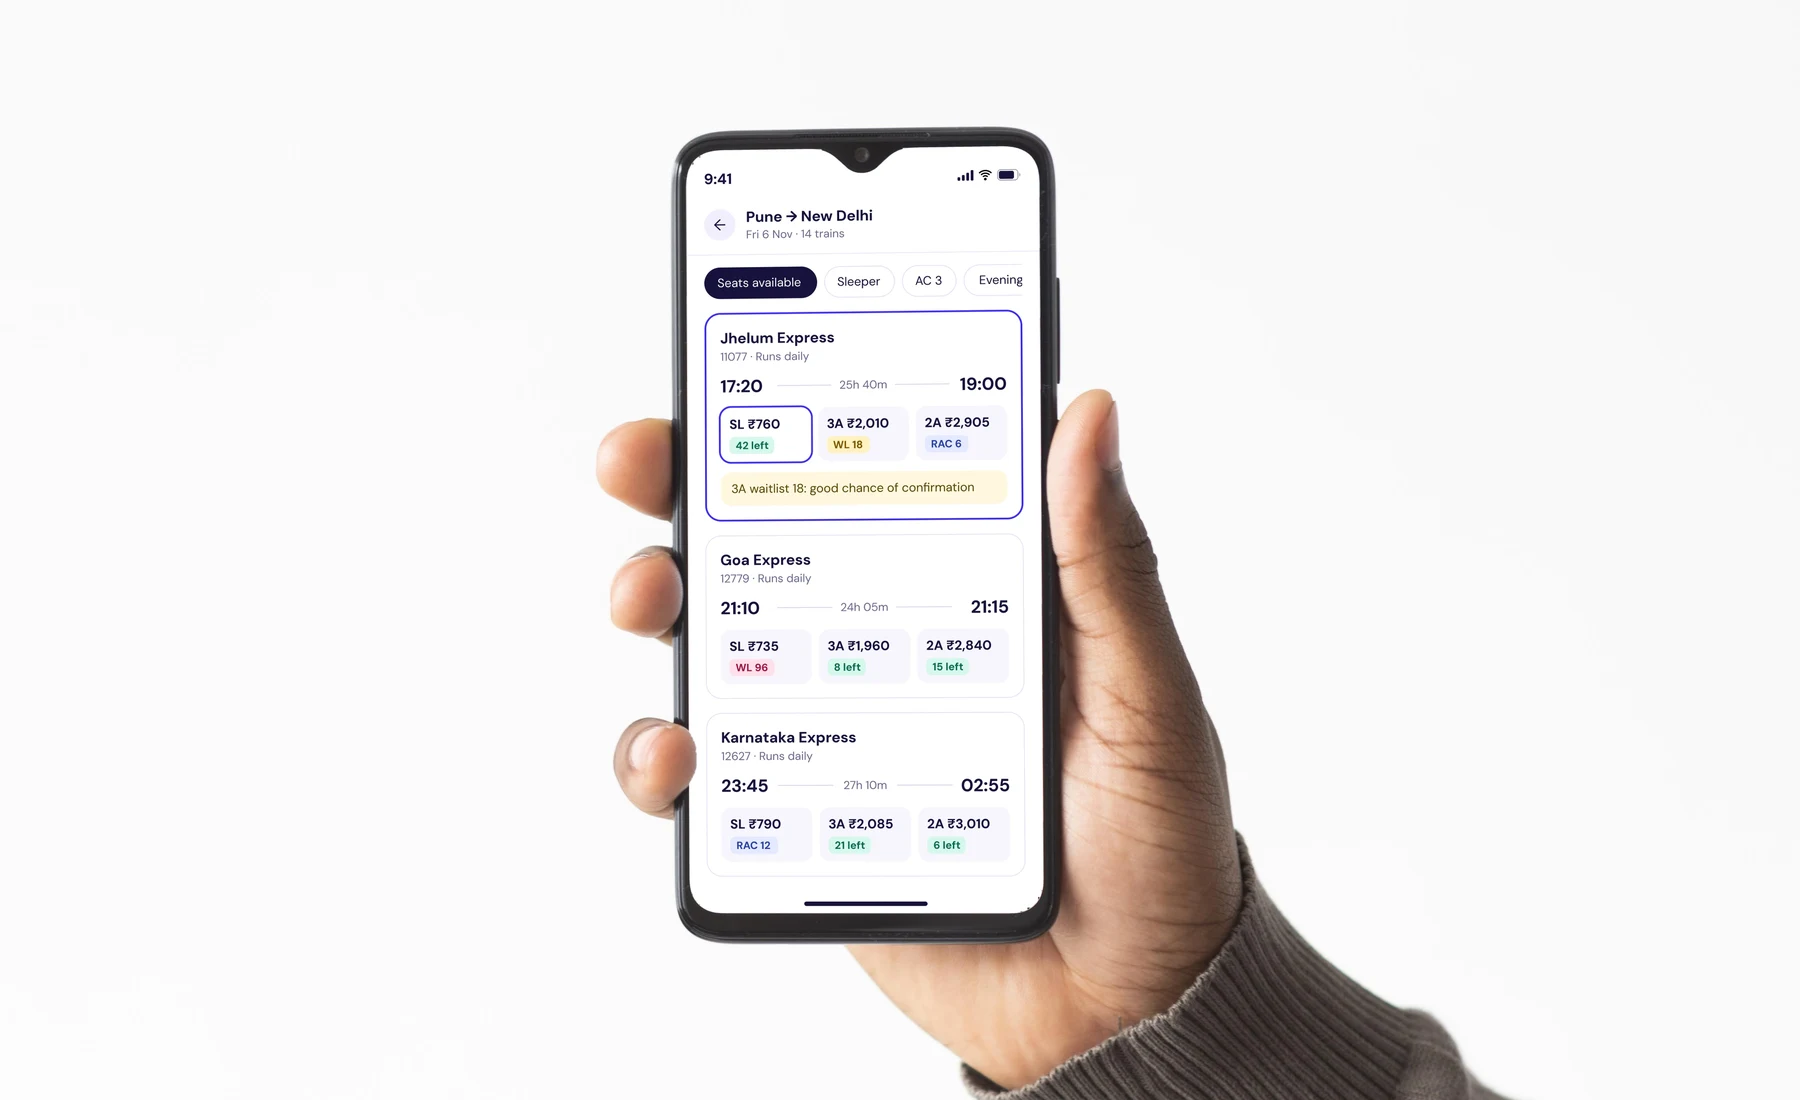 9:41
Pune → New Delhi
Fri 6 Nov · 14 trains
Seats available Sleeper AC 3 Evening
Jhelum Express
11077 · Runs daily
17:20 25h 40m 19:00
SL ₹760 3A ₹2,010 2A ₹2,905
42 left WL 18 RAC 6
3A waitlist 18: good chance of confirmation
Goa Express
12779 · Runs daily
21:10 24h 05m 21:15
SL ₹735 3A ₹1,960 2A ₹2,840
WL 96 8 left 15 left
Karnataka Express
12627 · Runs daily
23:45 27h 10m 02:55
SL ₹790 3A ₹2,085 2A ₹3,010
RAC 12 21 left 6 left